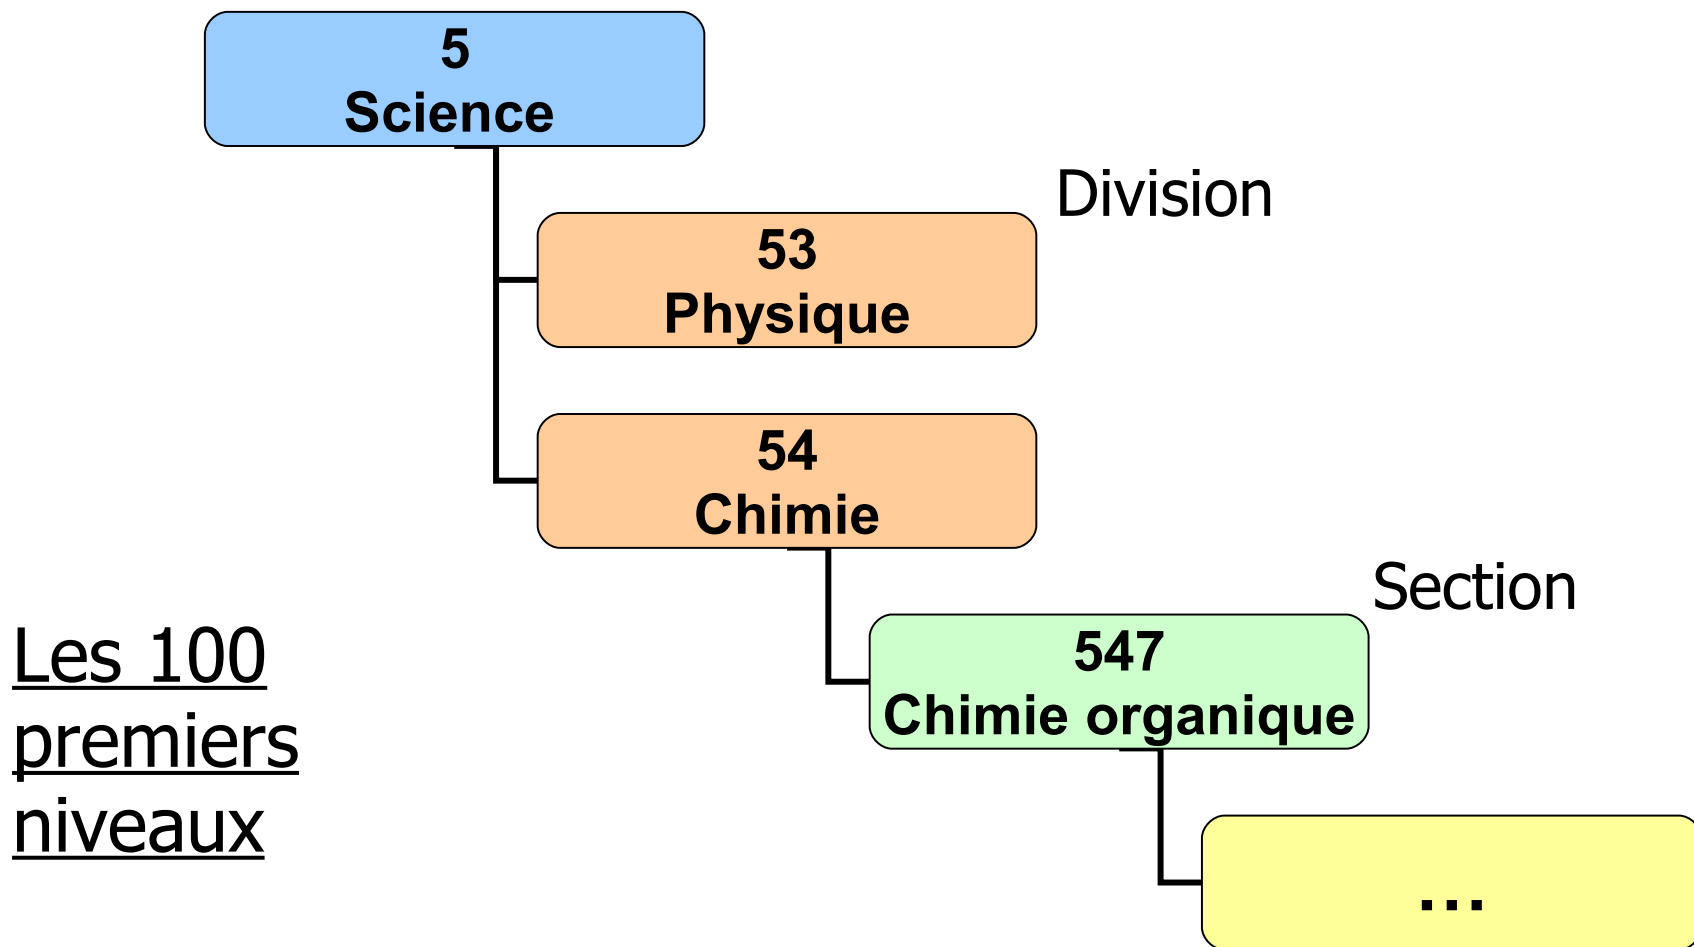 5
Science
Division
53
Physique
54
Chimie
Section
547
Chimie organique
Les 100
premiers
niveaux
...